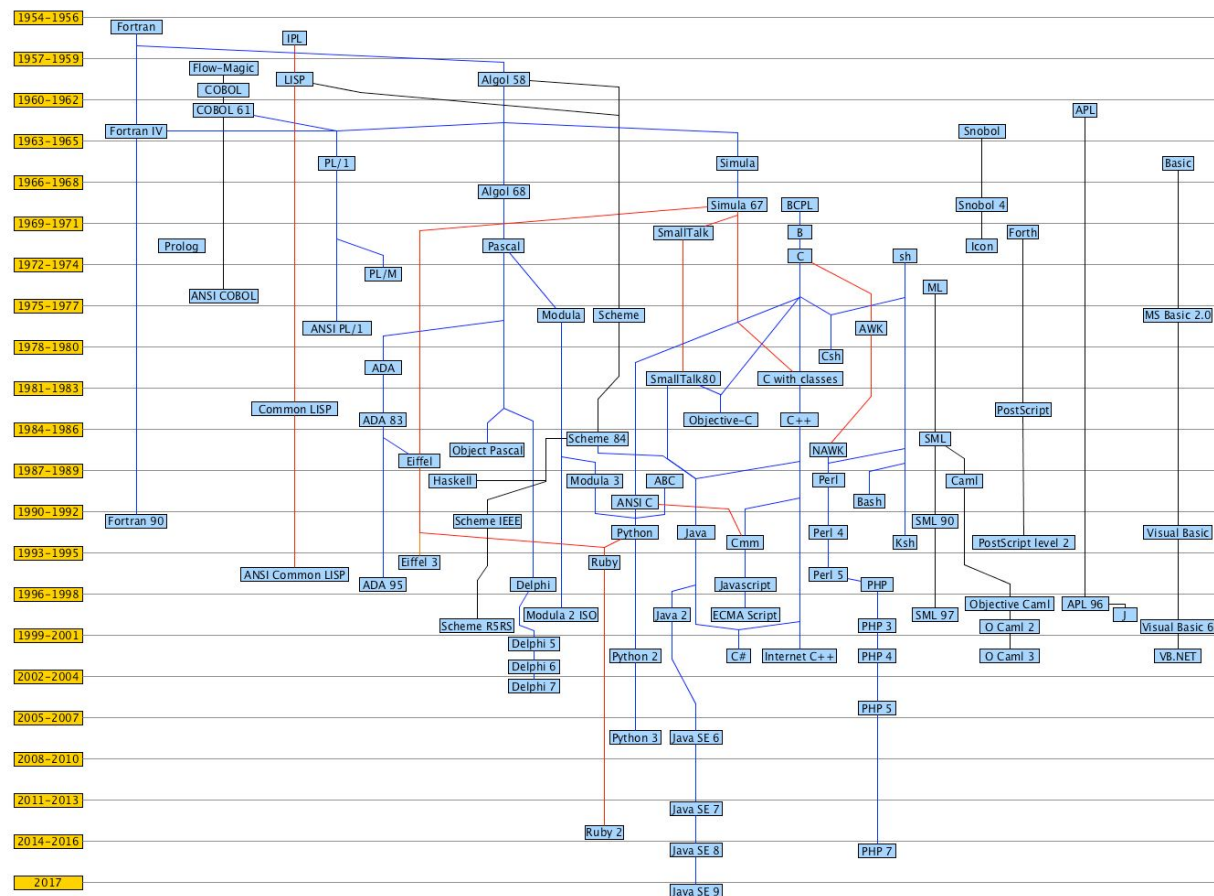 1954-1956
Fortran
IPL
1957-1959
Flow-Magic
LISP
Algol 58
COBOL
1960-1962
COBOL 61
APL
Fortran IV
Snobol
1963-1965
PL/1
Simula
Basic
1966-1968
Algol 68
Simula 67
BCPL
Snobol 4
1969-1971
SmallTalk
B
Forth
Prolog
Pascal
Icon
C
sh
1972-1974
PL/M
ML
ANSI COBOL
1975-1977
Modula
Scheme
MS Basic 2.0
ANSI PL/1
AWK
1978-1980
Csh
ADA
SmallTalk80
C with classes
1981-1983
Common LISP
PostScript
ADA 83
Objective-C
C++
1984-1986
Scheme 84
SML
Object Pascal
NAWK
Eiffel
1987-1989
Haskell
Modula 3
ABC
Perl
Caml
ANSI C
Bash
1990-1992
Fortran 90
Scheme IEEE
SML 90
Python
Java
Perl 4
Visual Basic
Cmm
Ksh
PostScript level 2
1993-1995
Eiffel 3
Ruby
ANSI Common LISP
Perl 5
ADA 95
Delphi
Javascript
PHP
1996-1998
Objective Caml
APL 96
Modula 2 ISO
Java 2
ECMA Script
SML 97
J
Scheme R5RS
PHP 3
O Caml 2
Visual Basic 6
1999-2001
Delphi 5
Python 2
C#
Internet C++
PHP 4
O Caml 3
VB.NET
Delphi 6
2002-2004
Delphi 7
PHP 5
2005-2007
Python 3
Java SE 6
2008-2010
2011-2013
Java SE 7
Ruby 2
2014-2016
Java SE 8
PHP 7
2017
Java SE 9